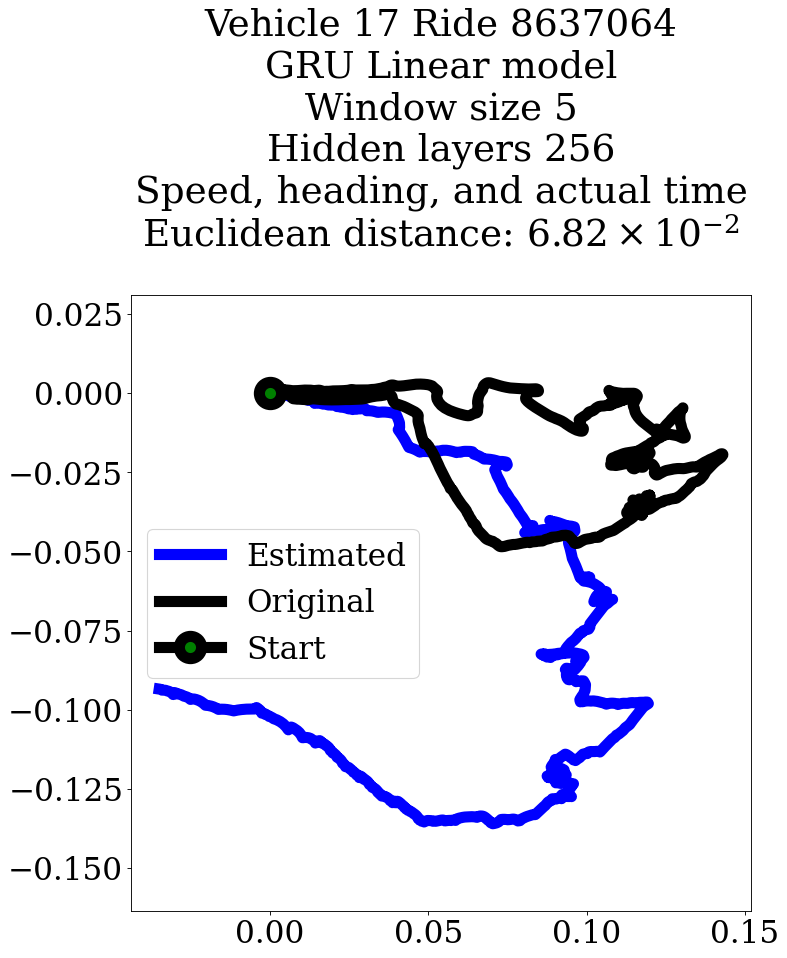 Vehicle 17 Ride 8637064
GRU Linear model
Window size 5
Hidden layers 256
Speed, heading, and actual time
Euclidean distance: 6.82 × 10⁻²
0.025
0.000
−0.025
−0.050
−0.075
−0.100
−0.125
−0.150
Estimated
Original
Start
0.00 0.05 0.10 0.15